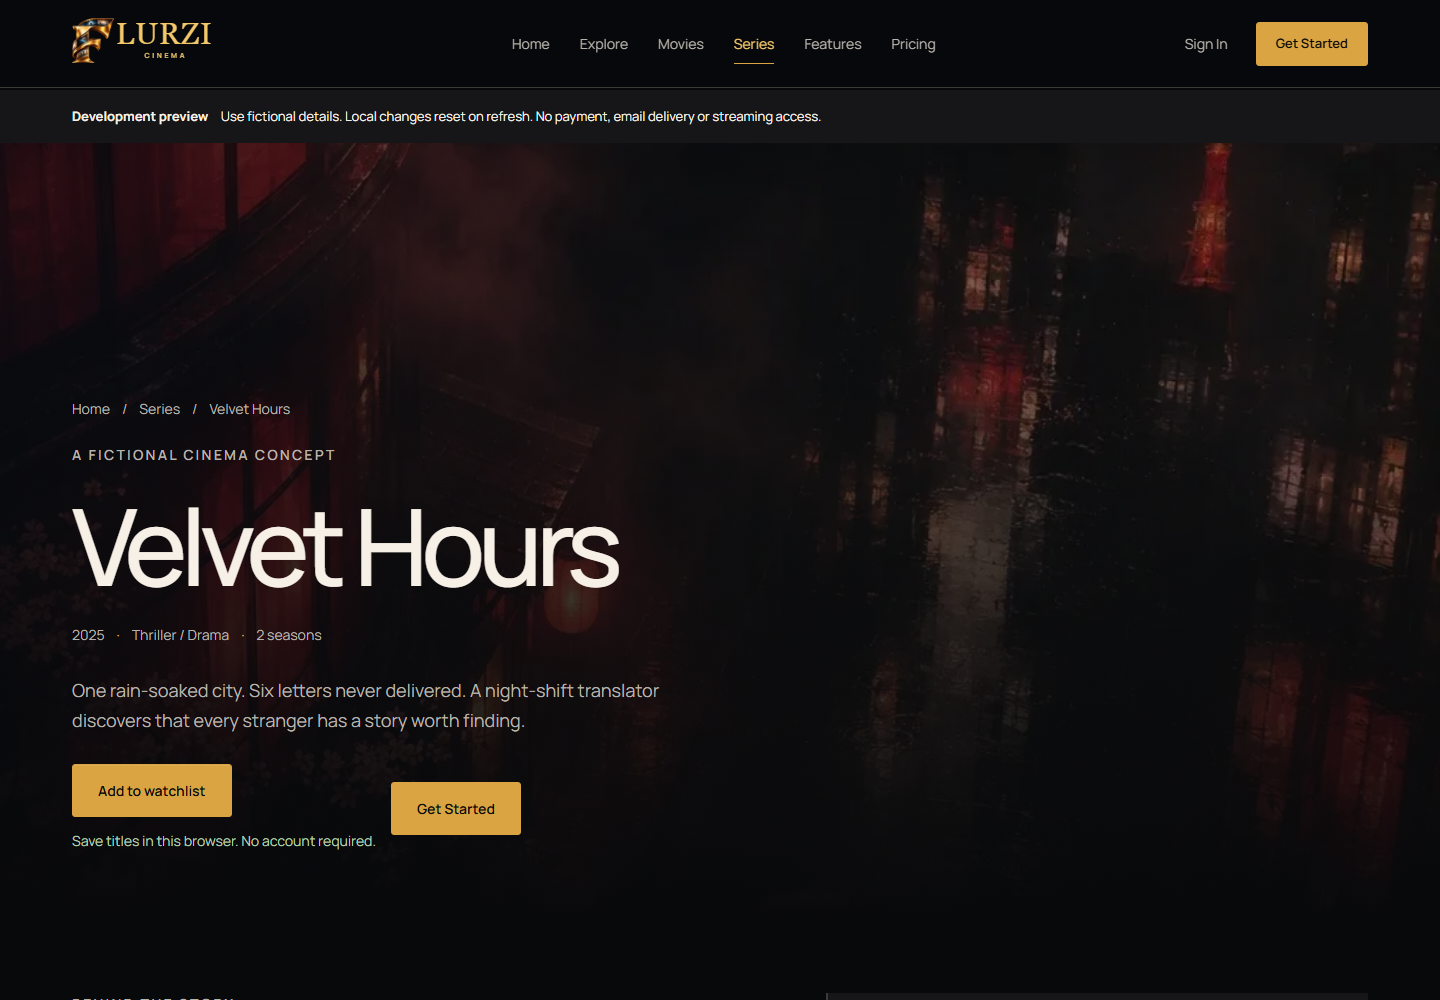 FLURZI
CINEMA
Home Explore Movies Series Features Pricing
Sign In Get Started
Development preview Use fictional details. Local changes reset on refresh. No payment, email delivery or streaming access.
Home / Series / Velvet Hours
A FICTIONAL CINEMA CONCEPT
Velvet Hours
2025 · Thriller / Drama · 2 seasons
One rain-soaked city. Six letters never delivered. A night-shift translator
discovers that every stranger has a story worth finding.
Add to watchlist
Get Started
Save titles in this browser. No account required.